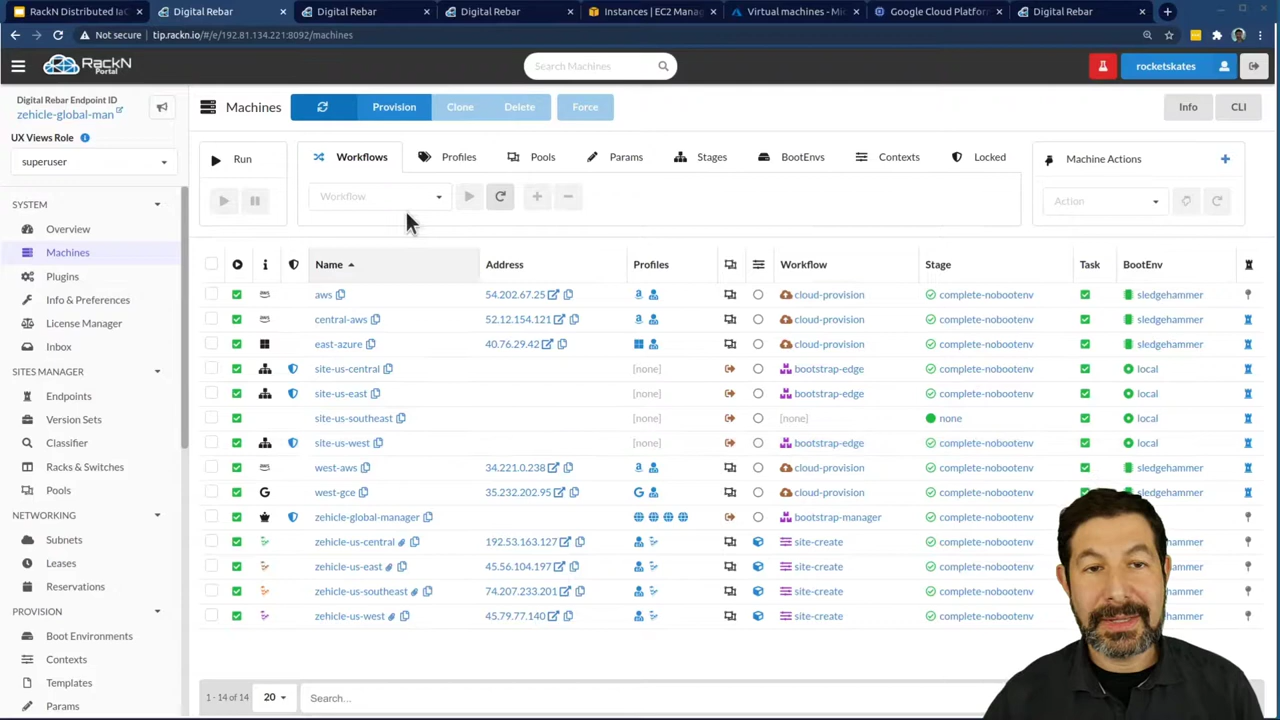 RackN Distributed Ia
Digital Rebar
Digital Rebar
Digital Rebar
Instances | EC2 Manag
Virtual machines - Mi
Google Cloud Platform
Digital Rebar
Not secure | tip.rackn.io/#/e/192.81.134.221:8092/machines
RackN Portal
Search Machines
rocketskates
Digital Rebar Endpoint ID
zehicle-global-man
UX Views Role
superuser
SYSTEM
Overview
Machines
Plugins
Info & Preferences
License Manager
Inbox
SITES MANAGER
Endpoints
Version Sets
Classifier
Racks & Switches
Pools
NETWORKING
Subnets
Leases
Reservations
PROVISION
Boot Environments
Contexts
Templates
Params
Machines Provision Clone Delete Force Info CLI
Run
Workflows Profiles Pools Params Stages BootEnvs Contexts Locked
Workflow
Machine Actions
Action
Name Address Profiles Workflow Stage Task BootEnv
aws 54.202.67.25 cloud-provision complete-nobootenv sledgehammer
central-aws 52.12.154.121 cloud-provision complete-nobootenv sledgehammer
east-azure 40.76.29.42 cloud-provision complete-nobootenv sledgehammer
site-us-central [none] bootstrap-edge complete-nobootenv local
site-us-east [none] bootstrap-edge complete-nobootenv local
site-us-southeast [none] [none] none local
site-us-west [none] bootstrap-edge complete-nobootenv local
west-aws 34.221.0.238 cloud-provision complete-nobootenv sledgehammer
west-gce 35.232.202.95 cloud-provision complete-nobootenv sledgehammer
zehicle-global-manager bootstrap-manager complete-nobootenv
zehicle-us-central 192.53.163.127 site-create complete-nobootenv
zehicle-us-east 45.56.104.197 site-create complete-nobootenv
zehicle-us-southeast 74.207.233.201 site-create complete-nobootenv
zehicle-us-west 45.79.77.140 site-create complete-nobootenv
1 - 14 of 14 20 Search...